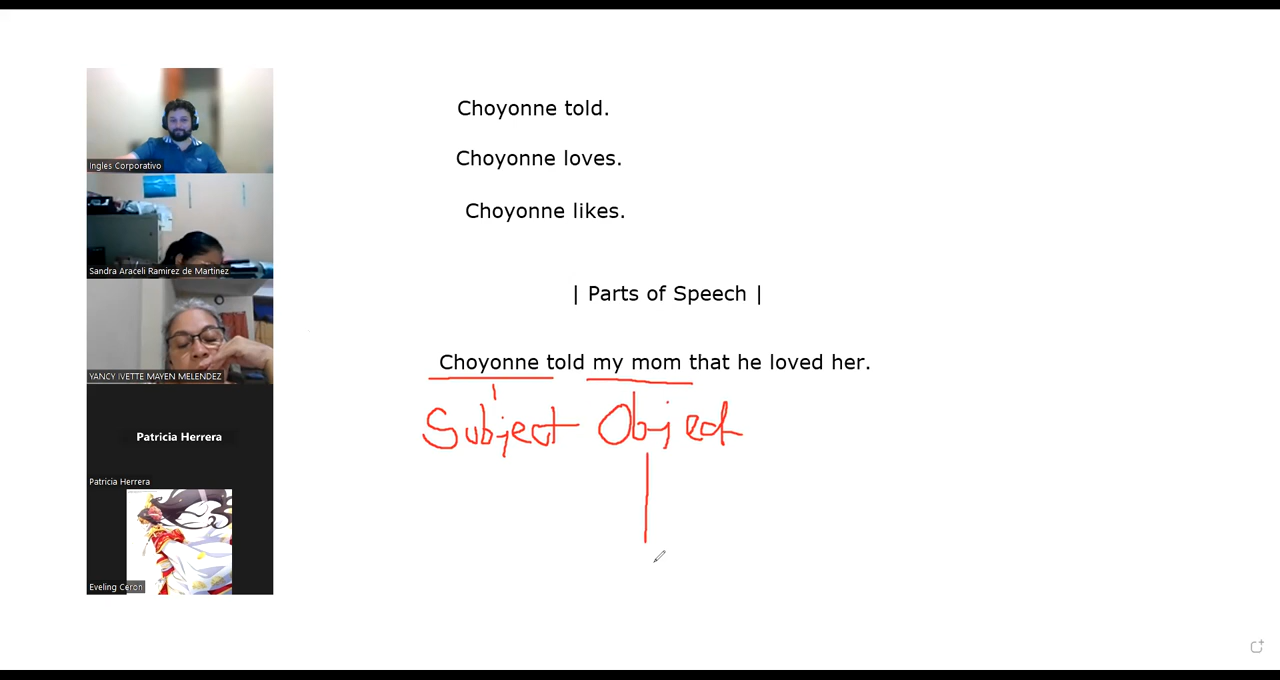 Choyonne told.
Choyonne loves.
Choyonne likes.
| Parts of Speech |
Choyonne told my mom that he loved her.
Subject Object
Ingles Corporativo
Sandra Araceli Ramirez de Martinez
YANCY IVETTE MAYEN MELENDEZ
Patricia Herrera
Patricia Herrera
Eveling Ceron